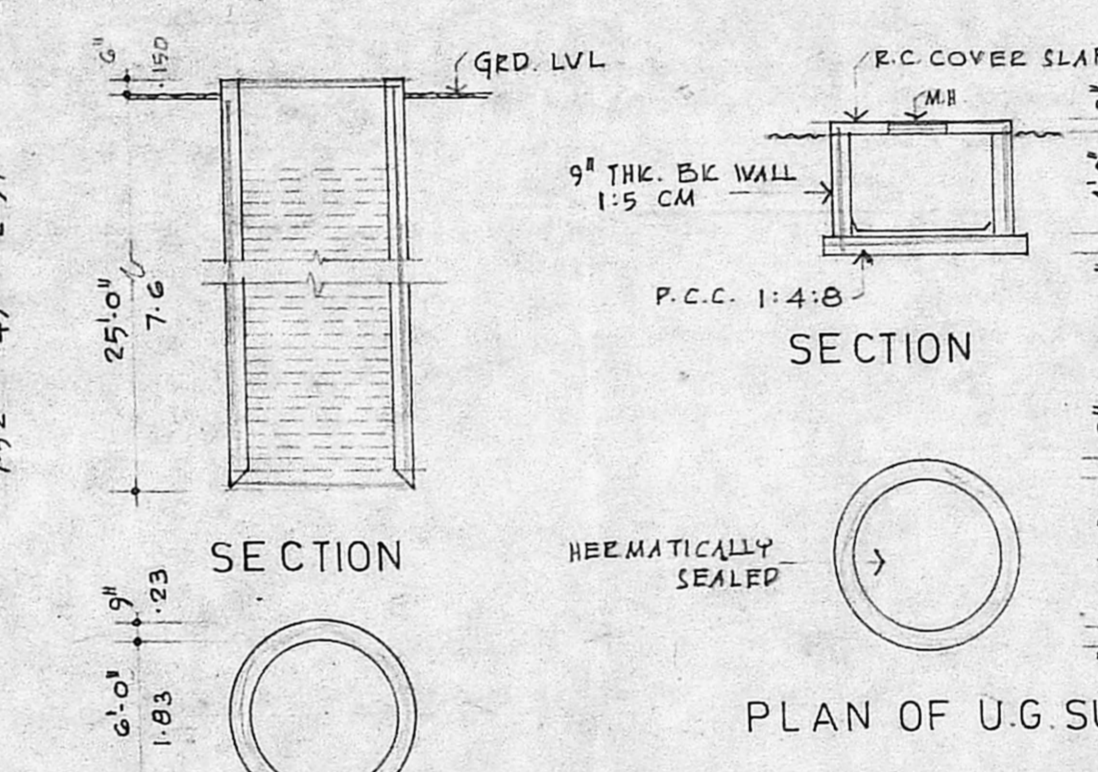 6"
.150
GRD. LVL
R.C. COVER SLAB
M.H
9" THK. BK WALL
1:5 CM
25'-0"
7.6
P.C.C. 1:4:8
SECTION
SECTION
HERMATICALLY
SEALED
9"
.23
6'-0"
1.83
PLAN OF U.G. SU